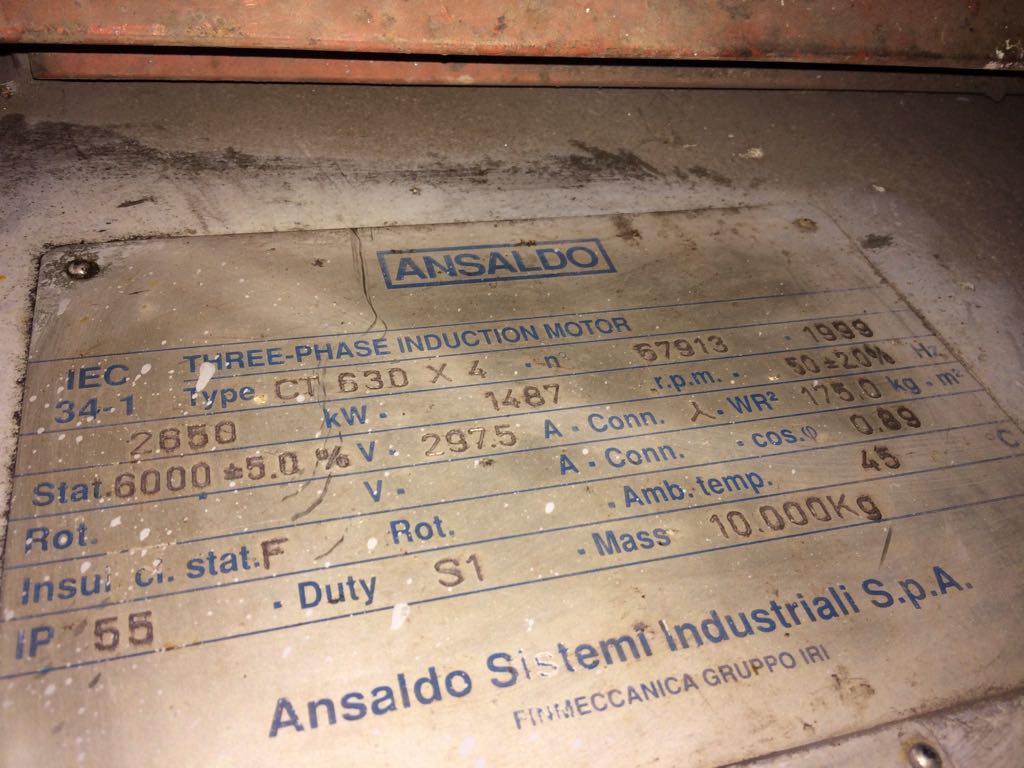 ANSALDO
IEC 34-1 THREE-PHASE INDUCTION MOTOR
Type CT 630 X 4 . n° 67913 . 1999
2650 kW . 1487 r.p.m. . 50±20% Hz
Stat. 6000 ±5.0 % V . 297.5 A . Conn. ⅄ . WR² 175.0 kg . m²
Rot. V . A . Conn. . cos.φ 0.89
Insul cl. stat. F Rot. . Amb. temp. 45 °C
IP 55 . Duty S1 . Mass 10.000Kg
Ansaldo Sistemi Industriali S.p.A.
FINMECCANICA GRUPPO IRI